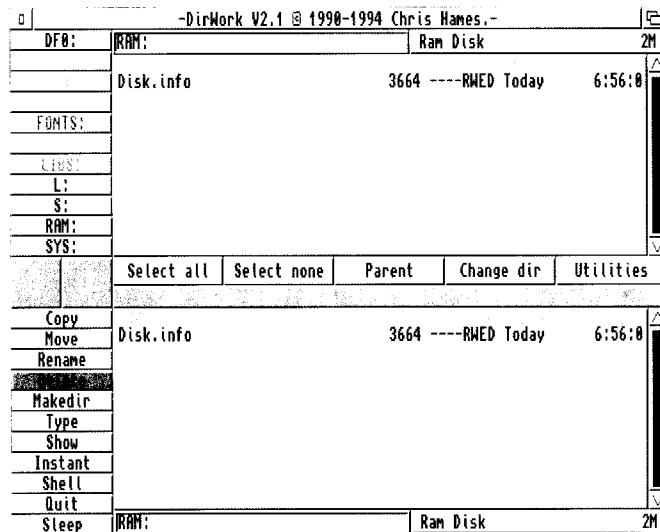 -DirWork V2.1 © 1990-1994 Chris Hames.-
DF0: RAM: Ram Disk 2M
Disk.info 3664 ----RWED Today 6:56:0
FONTS:
LIBS:
L:
S:
RAM:
SYS:
Select all Select none Parent Change dir Utilities
Copy
Disk.info 3664 ----RWED Today 6:56:0
Move
Rename
Makedir
Type
Show
Instant
Shell
Quit
Sleep RAM: Ram Disk 2M